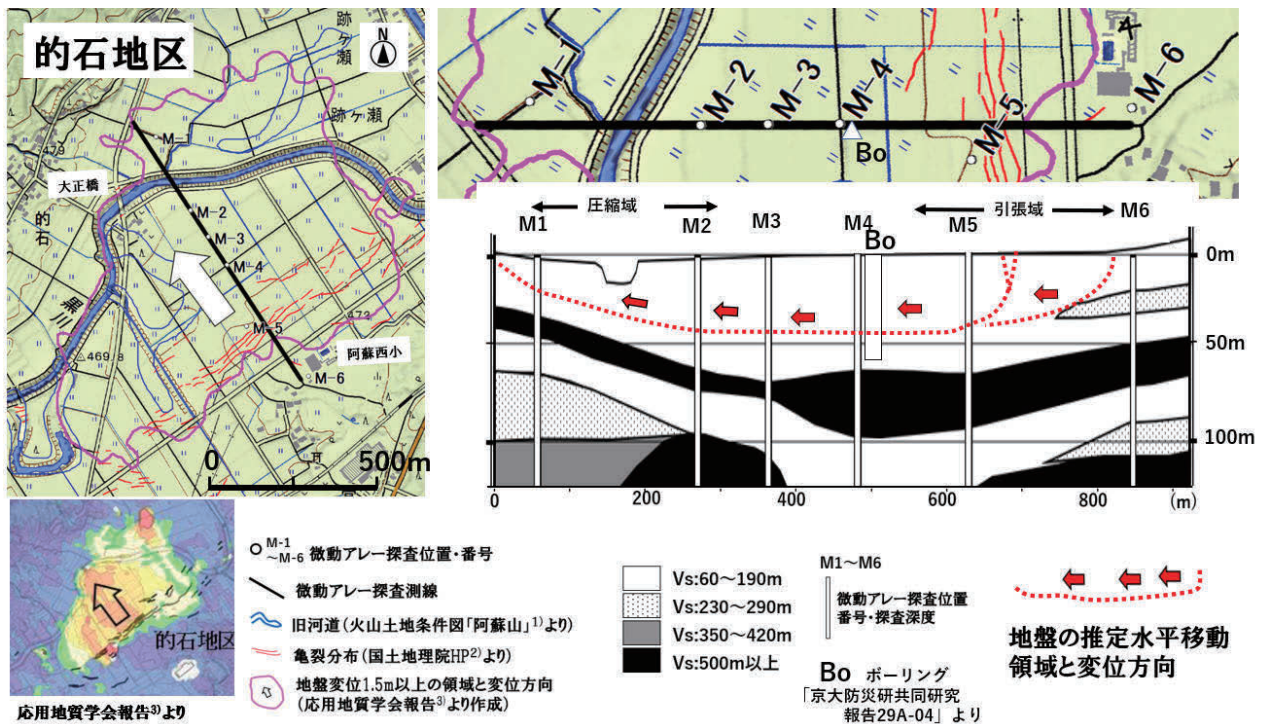 的石地区
N
跡ヶ瀬
跡ヶ瀬
M-1
479
大正橋
M-2
的石
M-3
M-4
黒川
M-5
473
469.8
阿蘇西小
M-6
0 500m
M-1
M-2
M-3
M-4
Bo
M-5
M-6
圧縮域
引張域
M1 M2 M3 M4 Bo M5 M6
0m
50m
100m
0 200 400 600 800 (m)
的石地区
応用地質学会報告3)より
M-1
~M-6 微動アレー探査位置・番号
微動アレー探査測線
旧河道(火山土地条件図「阿蘇山」1)より)
亀裂分布(国土地理院HP2)より)
地盤変位1.5m以上の領域と変位方向
(応用地質学会報告3)より作成)
Vs:60~190m
Vs:230~290m
Vs:350~420m
Vs:500m以上
M1~M6
微動アレー探査位置
番号・探査深度
Bo ボーリング
「京大防災研共同研究
報告29A-04」より
地盤の推定水平移動
領域と変位方向